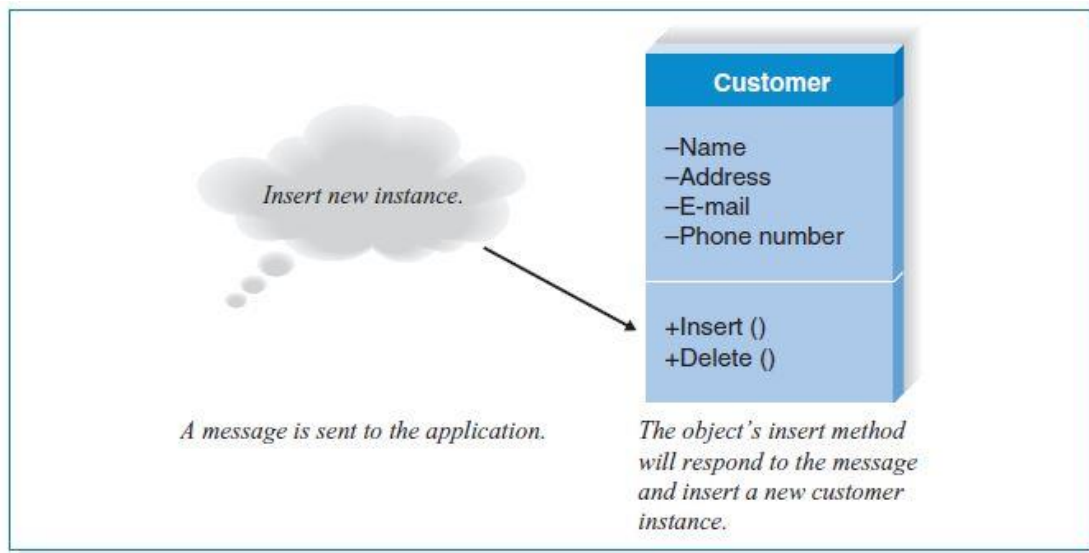 Insert new instance.
A message is sent to the application.
Customer
–Name
–Address
–E-mail
–Phone number
+Insert ()
+Delete ()
The object’s insert method
will respond to the message
and insert a new customer
instance.